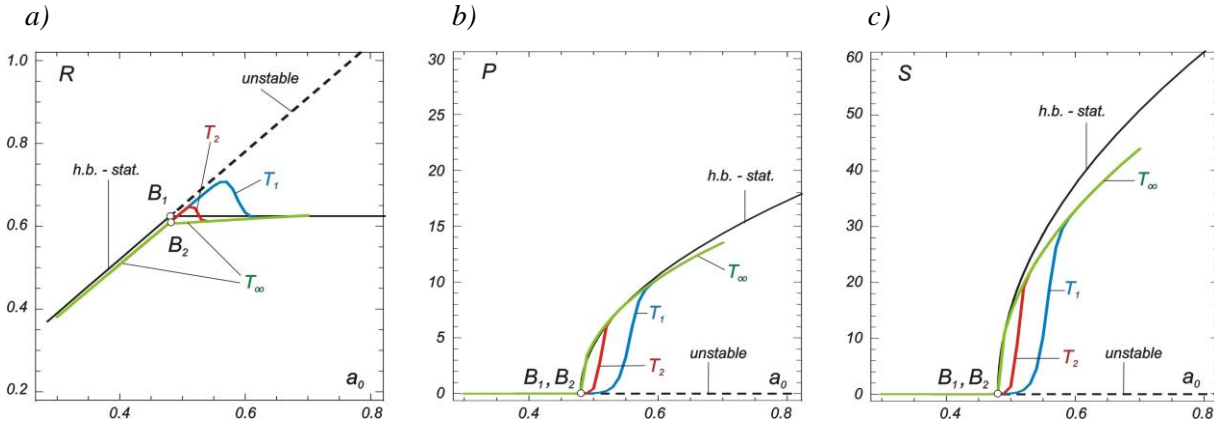 a)
b)
c)
1.0
0.8
0.6
0.4
0.2
R
unstable
h.b. - stat.
T2
B1
T1
B2
T∞
a0
0.4
0.6
0.8
30
25
20
15
10
5
0
P
h.b. - stat.
T∞
T1
T2
B1, B2
unstable
a0
0.4
0.6
0.8
60
50
40
30
20
10
0
S
h.b. - stat.
T∞
T1
T2
B1, B2
unstable
a0
0.4
0.6
0.8